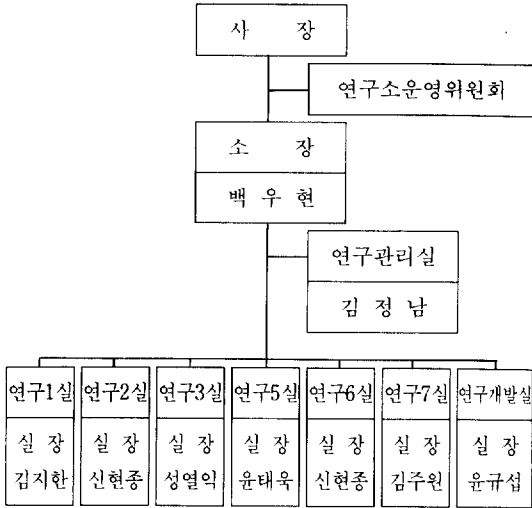 사 장
연구소운영위원회
소 장
백 우 현
연구관리실
김 정 남
연구1실 연구2실 연구3실 연구5실 연구6실 연구7실 연구개발실
실 장 실 장 실 장 실 장 실 장 실 장 실 장
김지한 신현종 성열익 윤태욱 신현종 김주원 윤규섭